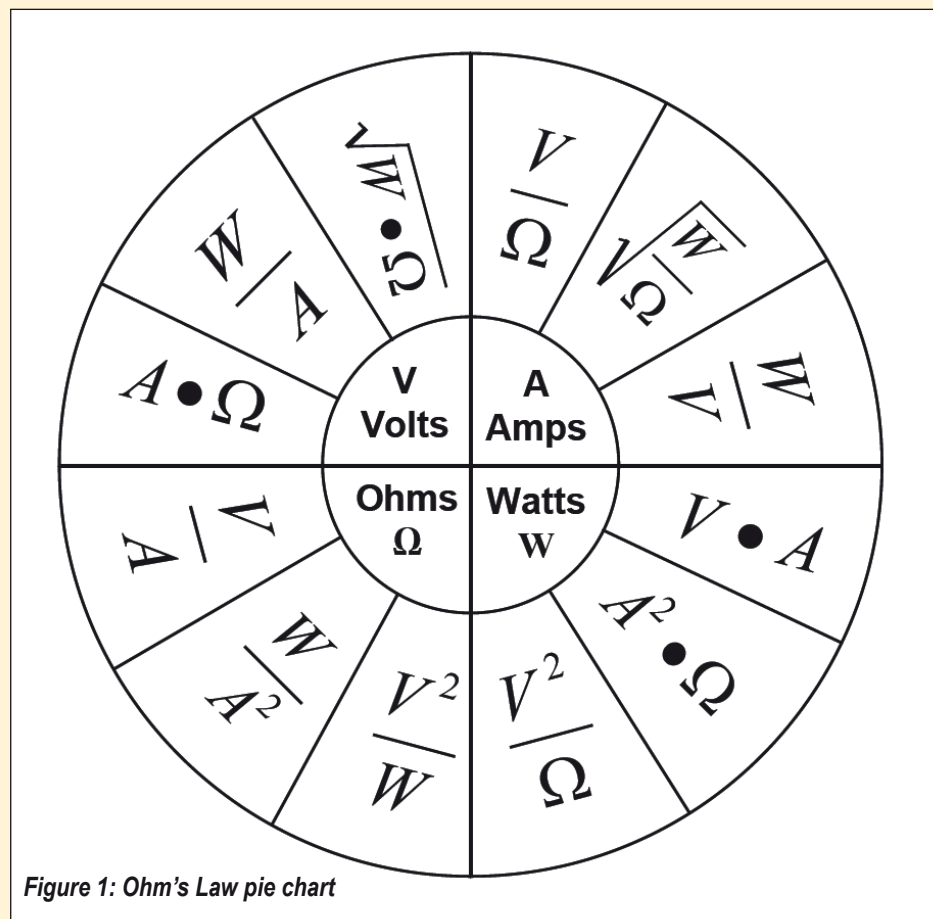 √W•Ω
V/Ω
W/A
√W/Ω
A•Ω
W/V
V
Volts
A
Amps
Ohms
Ω
Watts
W
V/A
V•A
W/A²
A²•Ω
V²/W
V²/Ω
Figure 1: Ohm's Law pie chart